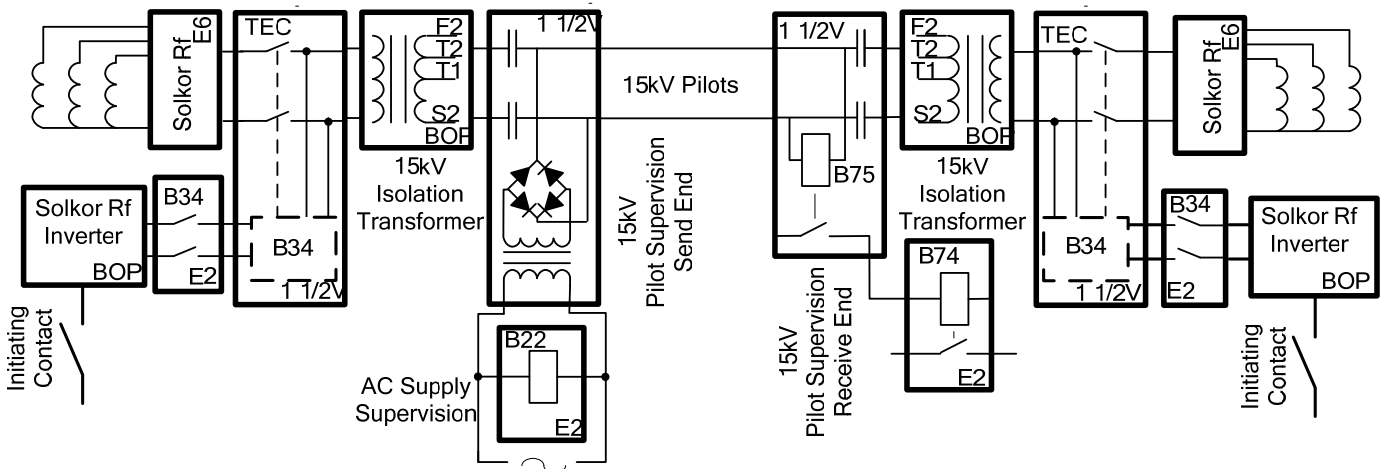 Solkor Rf
E6
TEC
B34
1 1/2V
F2
T2
T1
S2
BOP
15kV
Isolation
Transformer
1 1/2V
15kV
Pilot Supervision
Send End
15kV Pilots
1 1/2V
B75
15kV
Pilot Supervision
Receive End
F2
T2
T1
S2
BOP
15kV
Isolation
Transformer
TEC
B34
1 1/2V
Solkor Rf
E6
Solkor Rf
Inverter
BOP
B34
E2
Initiating
Contact
AC Supply
Supervision
B22
E2
B74
E2
B34
E2
Solkor Rf
Inverter
BOP
Initiating
Contact